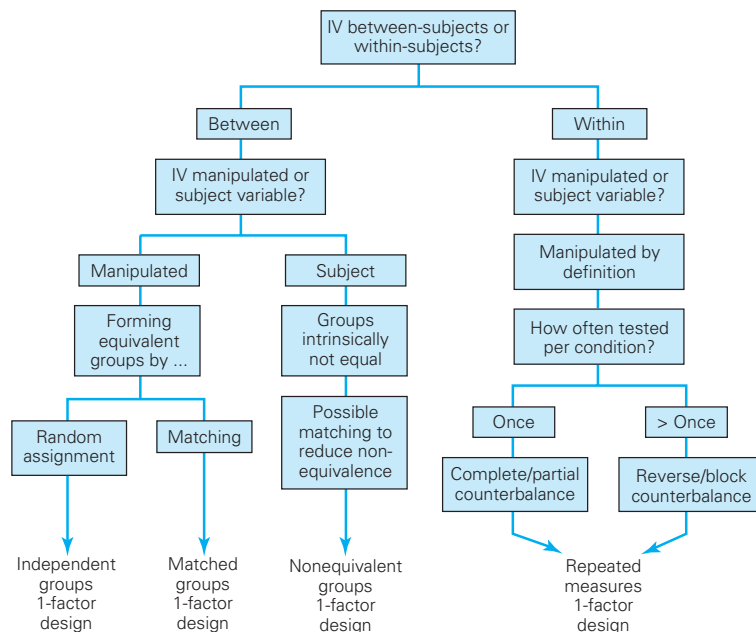 IV between-subjects or
within-subjects?
Between
Within
IV manipulated or
subject variable?
IV manipulated or
subject variable?
Manipulated
Subject
Manipulated by
definition
Forming
equivalent
groups by ...
Groups
intrinsically
not equal
How often tested
per condition?
Random
assignment
Matching
Possible
matching to
reduce non-
equivalence
Once
> Once
Complete/partial
counterbalance
Reverse/block
counterbalance
Independent
groups
1-factor
design
Matched
groups
1-factor
design
Nonequivalent
groups
1-factor
design
Repeated
measures
1-factor
design